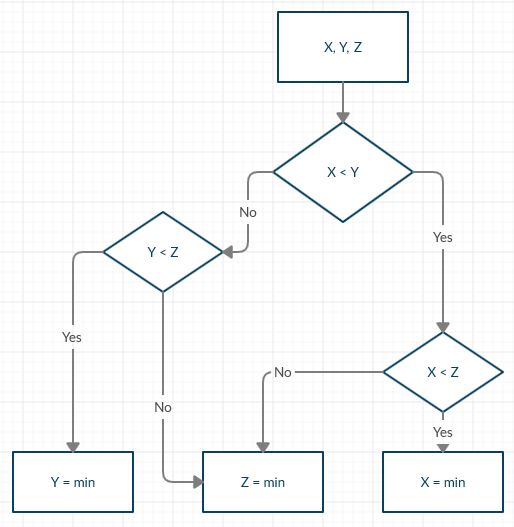 X, Y, Z
X < Y
No
Yes
Y < Z
Yes
No
No
X < Z
Yes
Y = min
Z = min
X = min